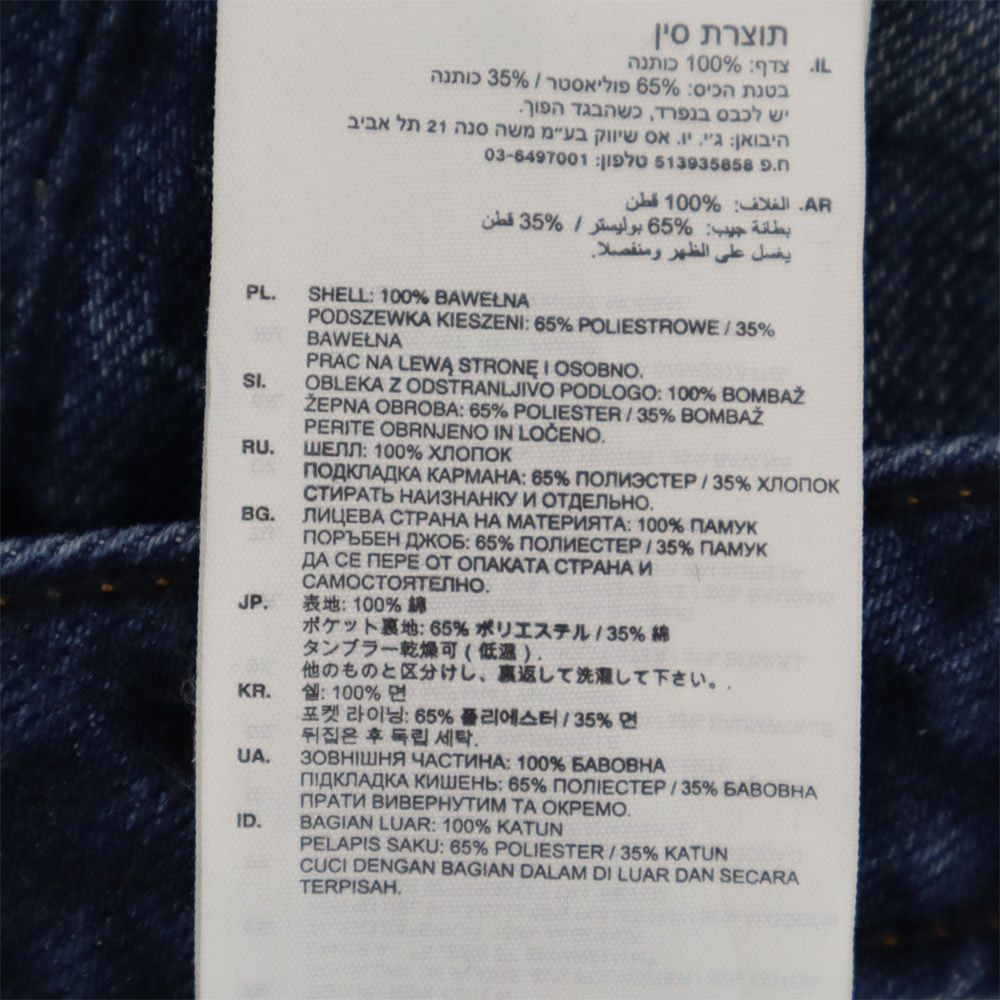 תוצרת סין
IL. צדף: 100% כותנה
בטנת הכיס: 65% פוליאסטר / 35% כותנה
יש לכבס בנפרד, כשהבגד הפוך.
היבואן: ג'י. יו. אס שיווק בע"מ משה סנה 21 תל אביב
ח.פ 513935858 טלפון: 03-6497001
AR. الغلاف: %100 قطن
بطانة جيب: %65 بوليستر / %35 قطن
يغسل على الظهر ومنفصلا.
PL. SHELL: 100% BAWEŁNA
PODSZEWKA KIESZENI: 65% POLIESTROWE / 35%
BAWEŁNA
PRAC NA LEWĄ STRONĘ I OSOBNO.
SI. OBLEKA Z ODSTRANLJIVO PODLOGO: 100% BOMBAŽ
ŽEPNA OBROBA: 65% POLIESTER / 35% BOMBAŽ
PERITE OBRNJENO IN LOČENO.
RU. ШЕЛЛ: 100% ХЛОПОК
ПОДКЛАДКА КАРМАНА: 65% ПОЛИЭСТЕР / 35% ХЛОПОК
СТИРАТЬ НАИЗНАНКУ И ОТДЕЛЬНО.
BG. ЛИЦЕВА СТРАНА НА МАТЕРИЯТА: 100% ПАМУК
ПОРЪБЕН ДЖОБ: 65% ПОЛИЕСТЕР / 35% ПАМУК
ДА СЕ ПЕРЕ ОТ ОПАКАТА СТРАНА И
САМОСТОЯТЕЛНО.
JP. 表地: 100% 綿
ポケット裏地: 65% ポリエステル / 35% 綿
タンブラー乾燥可 ( 低温 ) .
他のものと区分けし、裏返して洗濯して下さい。.
KR. 쉘: 100% 면
포켓 라이닝: 65% 폴리에스터 / 35% 면
뒤집은 후 독립 세탁.
UA. ЗОВНІШНЯ ЧАСТИНА: 100% БАВОВНА
ПІДКЛАДКА КИШЕНЬ: 65% ПОЛІЕСТЕР / 35% БАВОВНА
ПРАТИ ВИВЕРНУТИМ ТА ОКРЕМО.
ID. BAGIAN LUAR: 100% KATUN
PELAPIS SAKU: 65% POLIESTER / 35% KATUN
CUCI DENGAN BAGIAN DALAM DI LUAR DAN SECARA
TERPISAH.